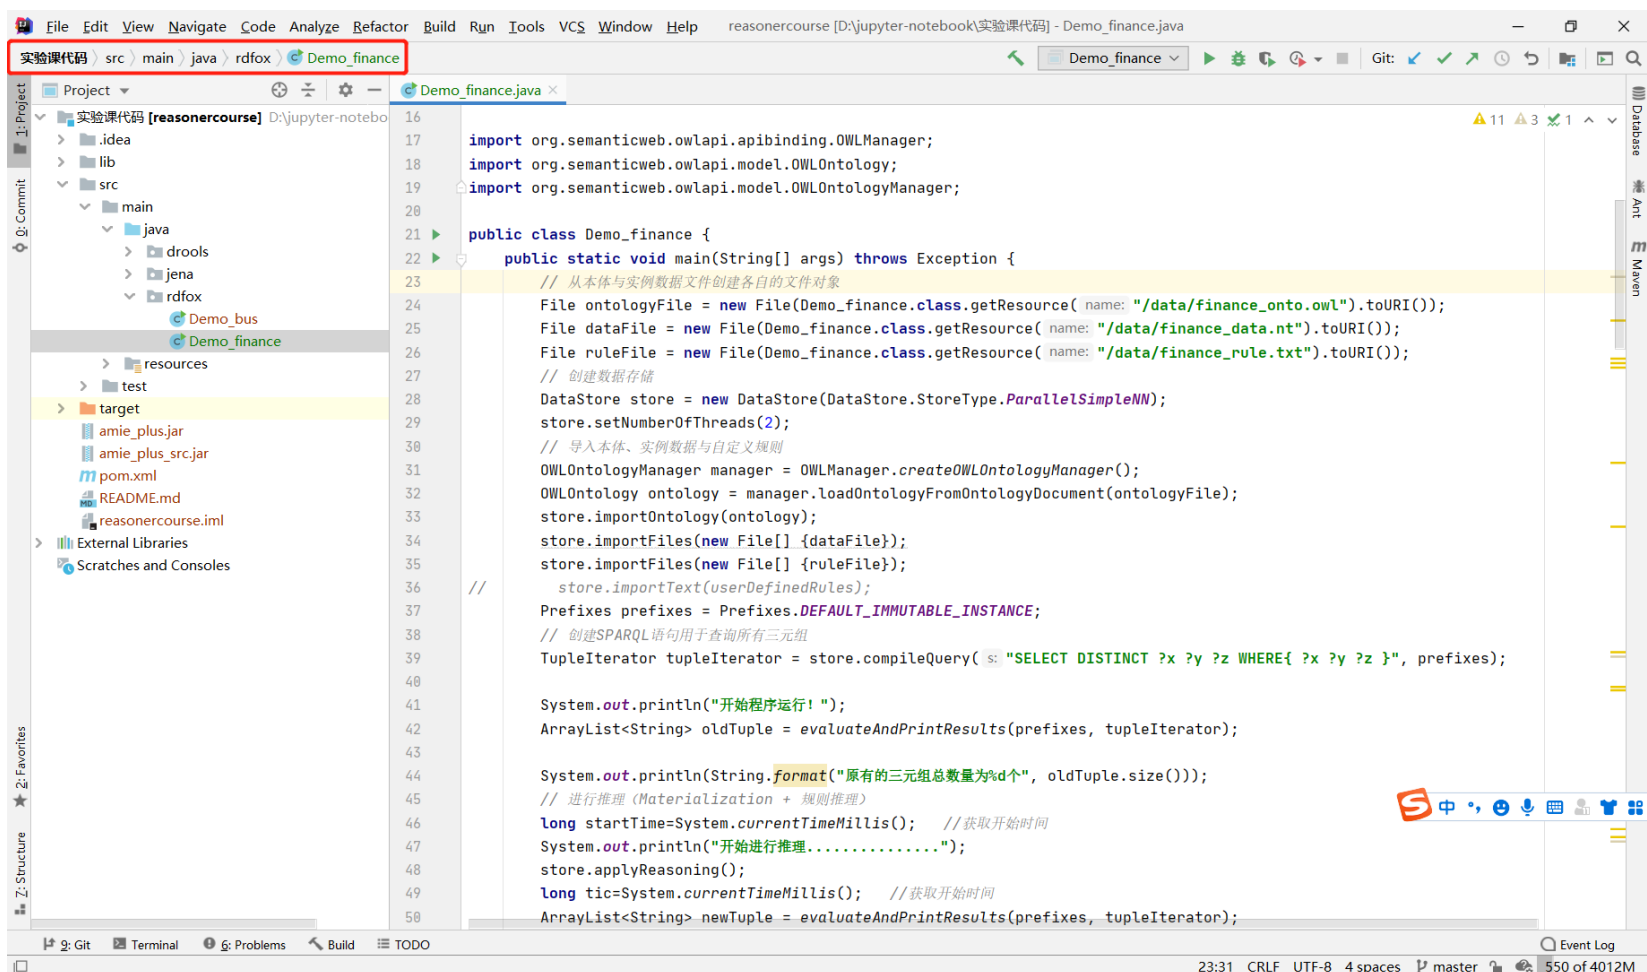 File Edit View Navigate Code Analyze Refactor Build Run Tools VCS Window Help reasonercourse [D:\jupyter-notebook\实验课代码] - Demo_finance.java
实验课代码 〉 src 〉 main 〉 java 〉 rdfox 〉 Demo_finance
Demo_finance
Git:
1: Project
0: Commit
2: Favorites
7: Structure
Project
实验课代码 [reasonercourse] D:\jupyter-notebo
.idea
lib
src
main
java
drools
jena
rdfox
Demo_bus
Demo_finance
resources
test
target
amie_plus.jar
amie_plus_src.jar
pom.xml
README.md
reasonercourse.iml
External Libraries
Scratches and Consoles
Demo_finance.java
11 3 1
16
17 import org.semanticweb.owlapi.apibinding.OWLManager;
18 import org.semanticweb.owlapi.model.OWLOntology;
19 import org.semanticweb.owlapi.model.OWLOntologyManager;
20
21 public class Demo_finance {
22 public static void main(String[] args) throws Exception {
23 // 从本体与实例数据文件创建各自的文件对象
24 File ontologyFile = new File(Demo_finance.class.getResource( name: "/data/finance_onto.owl").toURI());
25 File dataFile = new File(Demo_finance.class.getResource( name: "/data/finance_data.nt").toURI());
26 File ruleFile = new File(Demo_finance.class.getResource( name: "/data/finance_rule.txt").toURI());
27 // 创建数据存储
28 DataStore store = new DataStore(DataStore.StoreType.ParallelSimpleNN);
29 store.setNumberOfThreads(2);
30 // 导入本体、实例数据与自定义规则
31 OWLOntologyManager manager = OWLManager.createOWLOntologyManager();
32 OWLOntology ontology = manager.loadOntologyFromOntologyDocument(ontologyFile);
33 store.importOntology(ontology);
34 store.importFiles(new File[] {dataFile});
35 store.importFiles(new File[] {ruleFile});
36 // store.importText(userDefinedRules);
37 Prefixes prefixes = Prefixes.DEFAULT_IMMUTABLE_INSTANCE;
38 // 创建SPARQL语句用于查询所有三元组
39 TupleIterator tupleIterator = store.compileQuery( s: "SELECT DISTINCT ?x ?y ?z WHERE{ ?x ?y ?z }", prefixes);
40
41 System.out.println("开始程序运行！");
42 ArrayList<String> oldTuple = evaluateAndPrintResults(prefixes, tupleIterator);
43
44 System.out.println(String.format("原有的三元组总数量为%d个", oldTuple.size()));
45 // 进行推理（Materialization + 规则推理）
46 long startTime=System.currentTimeMillis(); //获取开始时间
47 System.out.println("开始进行推理...............");
48 store.applyReasoning();
49 long tic=System.currentTimeMillis(); //获取开始时间
50 ArrayList<String> newTuple = evaluateAndPrintResults(prefixes, tupleIterator);
Database
Ant
m Maven
中
9: Git Terminal 6: Problems Build TODO Event Log
23:31 CRLF UTF-8 4 spaces master 550 of 4012M